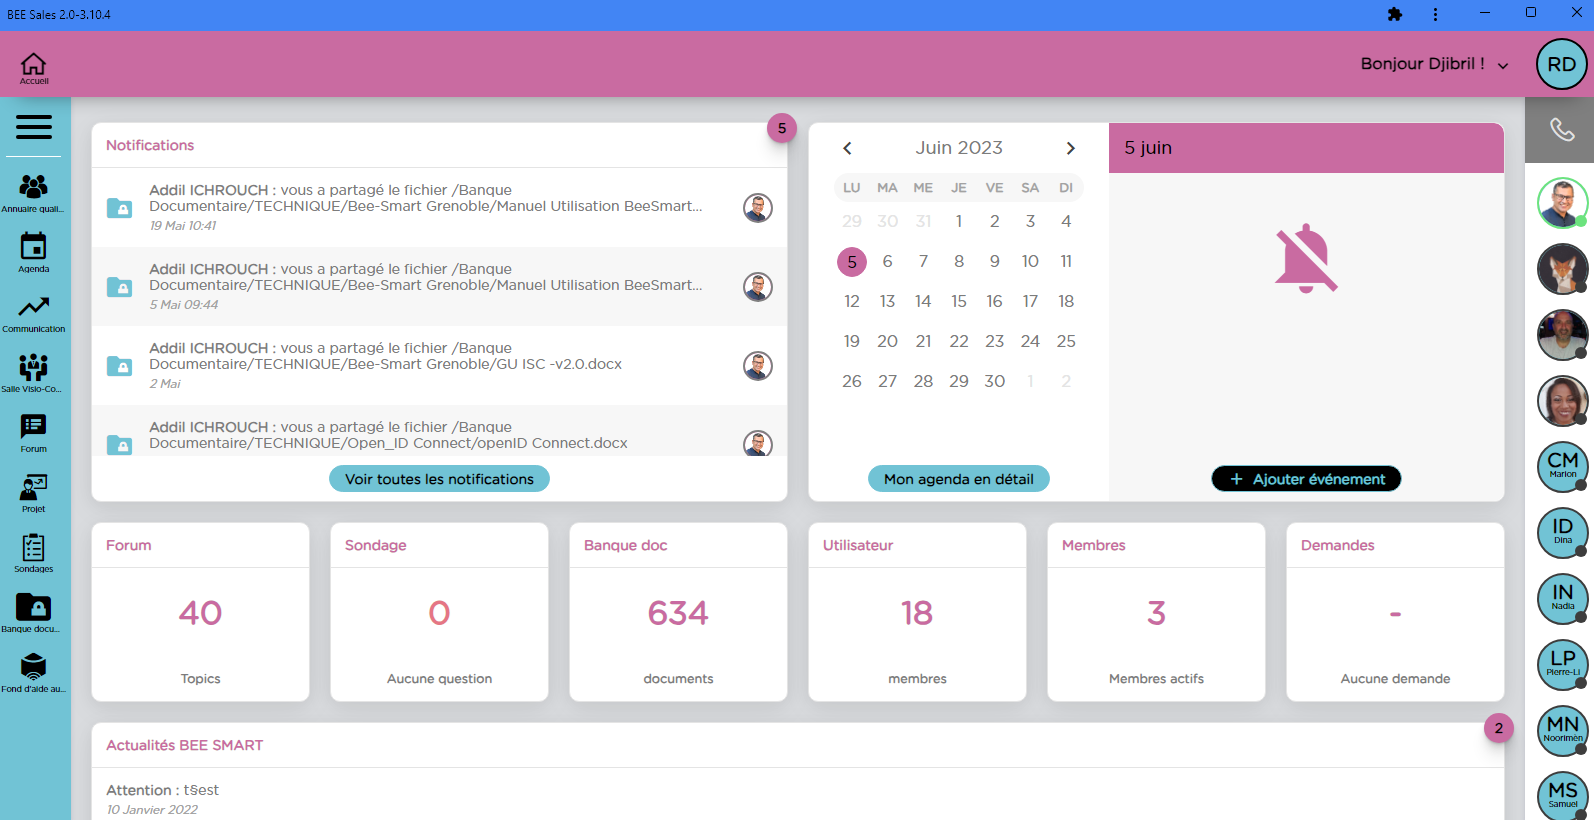 BEE Sales 2.0-3.10.4
Accueil
Bonjour Djibril !
RD
Annuaire quali...
Agenda
Communication
Salle Visio-Co...
Forum
Projet
Sondages
Banque docu...
Fond d'aide au...
Notifications
5
Addil ICHROUCH : vous a partagé le fichier /Banque
Documentaire/TECHNIQUE/Bee-Smart Grenoble/Manuel Utilisation BeeSmart...
19 Mai 10:41
Addil ICHROUCH : vous a partagé le fichier /Banque
Documentaire/TECHNIQUE/Bee-Smart Grenoble/Manuel Utilisation BeeSmart...
5 Mai 09:44
Addil ICHROUCH : vous a partagé le fichier /Banque
Documentaire/TECHNIQUE/Bee-Smart Grenoble/GU ISC -v2.0.docx
2 Mai
Addil ICHROUCH : vous a partagé le fichier /Banque
Documentaire/TECHNIQUE/Open_ID Connect/openID Connect.docx
Voir toutes les notifications
Juin 2023
LU MA ME JE VE SA DI
29 30 31 1 2 3 4
5 6 7 8 9 10 11
12 13 14 15 16 17 18
19 20 21 22 23 24 25
26 27 28 29 30 1 2
Mon agenda en détail
5 juin
+ Ajouter événement
Forum
40
Topics
Sondage
0
Aucune question
Banque doc
634
documents
Utilisateur
18
membres
Membres
3
Membres actifs
Demandes
-
Aucune demande
Actualités BEE SMART
2
Attention : t§est
10 Janvier 2022
CM
Marion
ID
Dina
IN
Nadia
LP
Pierre-Li
MN
Noorimèn
MS
Samuel